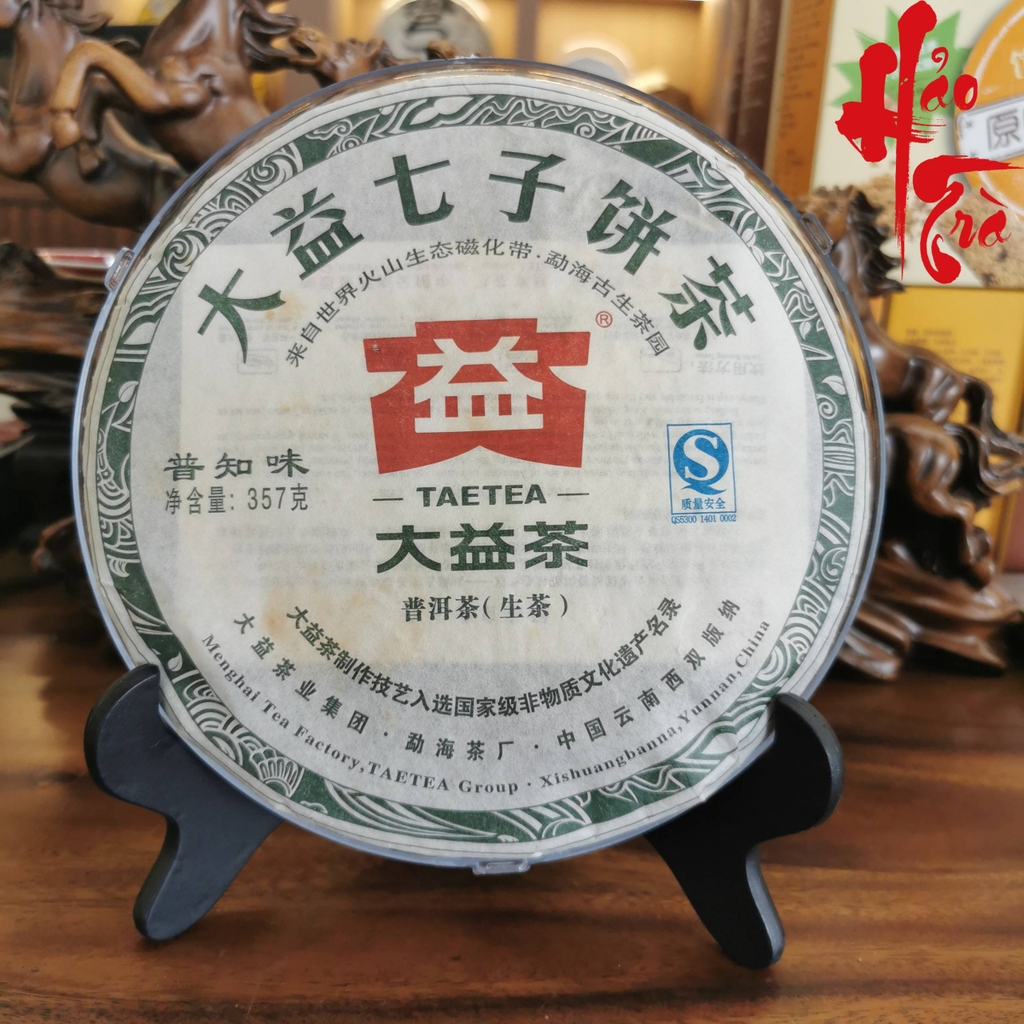 Hảo
Trà
原
大益七子饼茶
来自世界火山生态磁化带·勐海古生茶园
益
®
普知味
净含量: 357克
— TAETEA —
大益茶
S
质量安全
QS5300 1401 0002
普洱茶(生茶)
大益茶制作技艺入选国家级非物质文化遗产名录
大益茶业集团·勐海茶厂·中国云南西双版纳
Menghai Tea Factory,TAETEA Group·Xishuangbanna,Yunnan,China